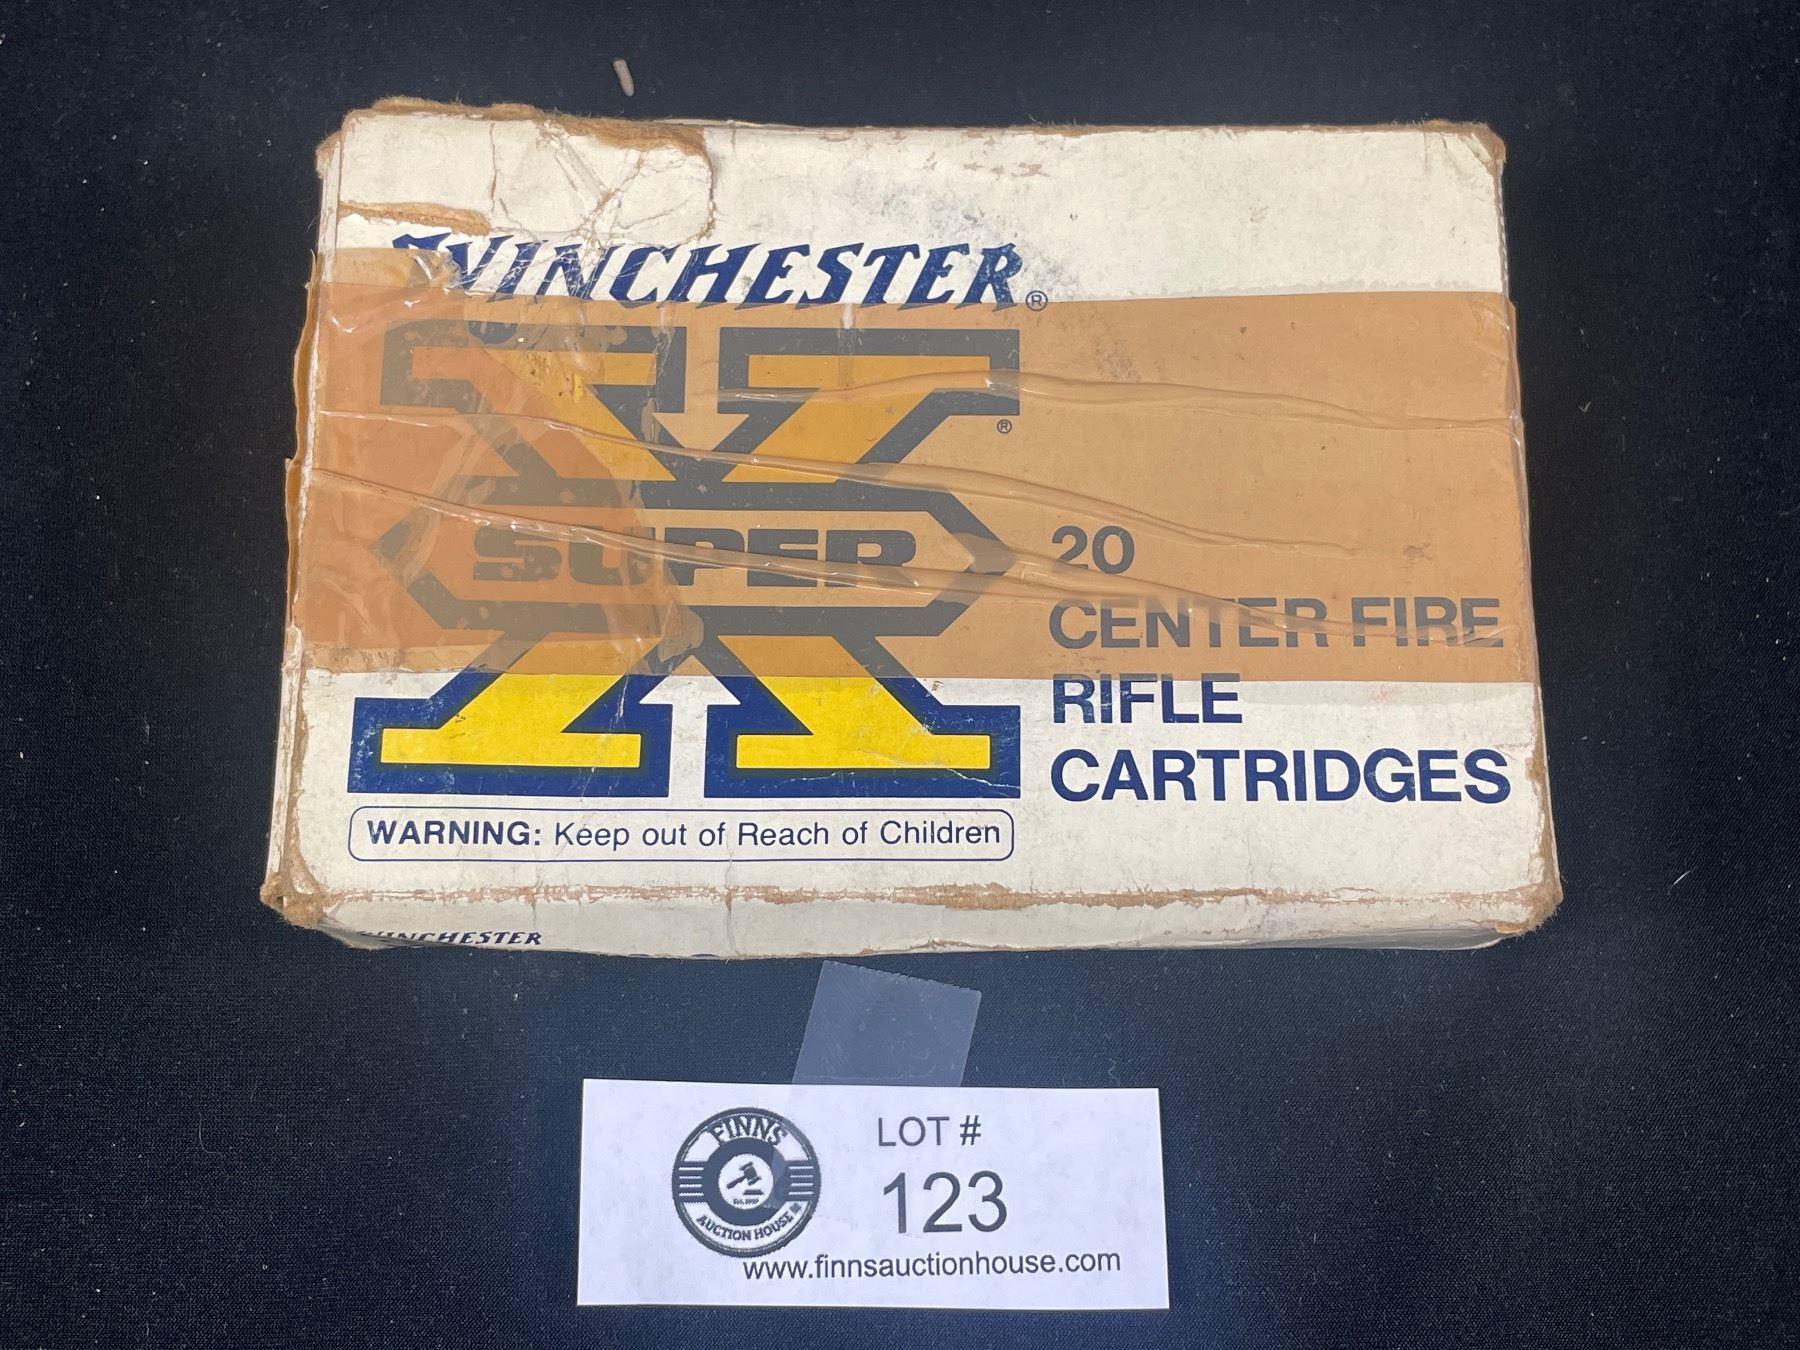 WINCHESTER®
®
SUPER
20
CENTER FIRE
RIFLE
CARTRIDGES
WARNING: Keep out of Reach of Children
WINCHESTER
FINNS
AUCTION HOUSE
LOT #
123
www.finnsauctionhouse.com